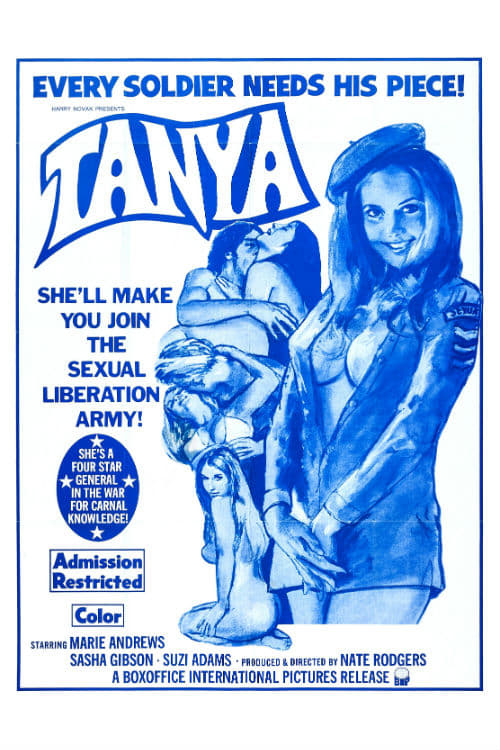 EVERY SOLDIER NEEDS HIS PIECE!
HARRY NOVAK PRESENTS
TANYA
SHE'LL MAKE
YOU JOIN
THE
SEXUAL
LIBERATION
ARMY!
SHE'S A
FOUR STAR
GENERAL
IN THE WAR
FOR CARNAL
KNOWLEDGE!
Admission
Restricted
Color
STARRING MARIE ANDREWS
SASHA GIBSON · SUZI ADAMS · PRODUCED & DIRECTED BY NATE RODGERS
A BOXOFFICE INTERNATIONAL PICTURES RELEASE